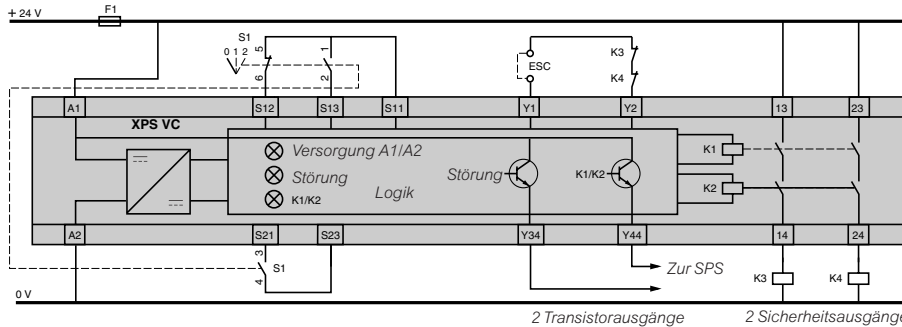 + 24 V
F1
S1
0 1 2
5
6
1
2
ESC
K3
K4
A1
S12
S13
S11
Y1
Y2
13
23
XPS VC
Versorgung A1/A2
Störung
K1/K2
Logik
Störung
K1/K2
K1
K2
A2
S21
S23
Y34
Y44
14
24
3
4
S1
Zur SPS
K3
K4
0 V
2 Transistorausgänge
2 Sicherheitsausgänge